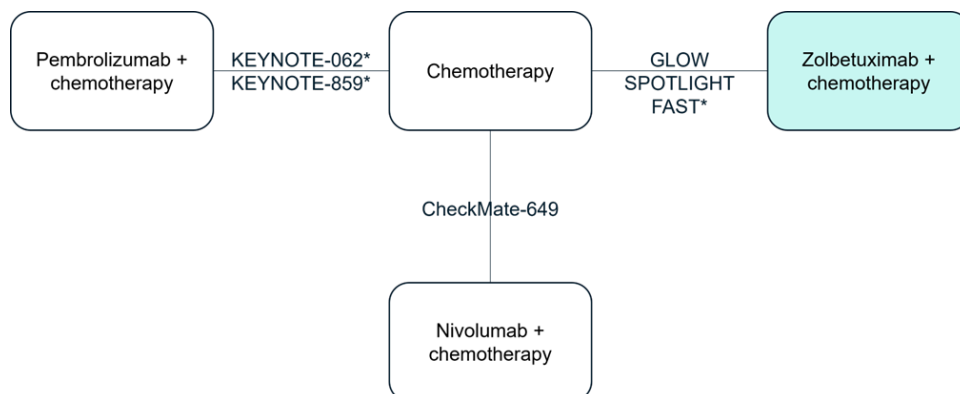 Pembrolizumab +
chemotherapy
KEYNOTE-062*
KEYNOTE-859*
Chemotherapy
GLOW
SPOTLIGHT
FAST*
Zolbetuximab +
chemotherapy
CheckMate-649
Nivolumab +
chemotherapy